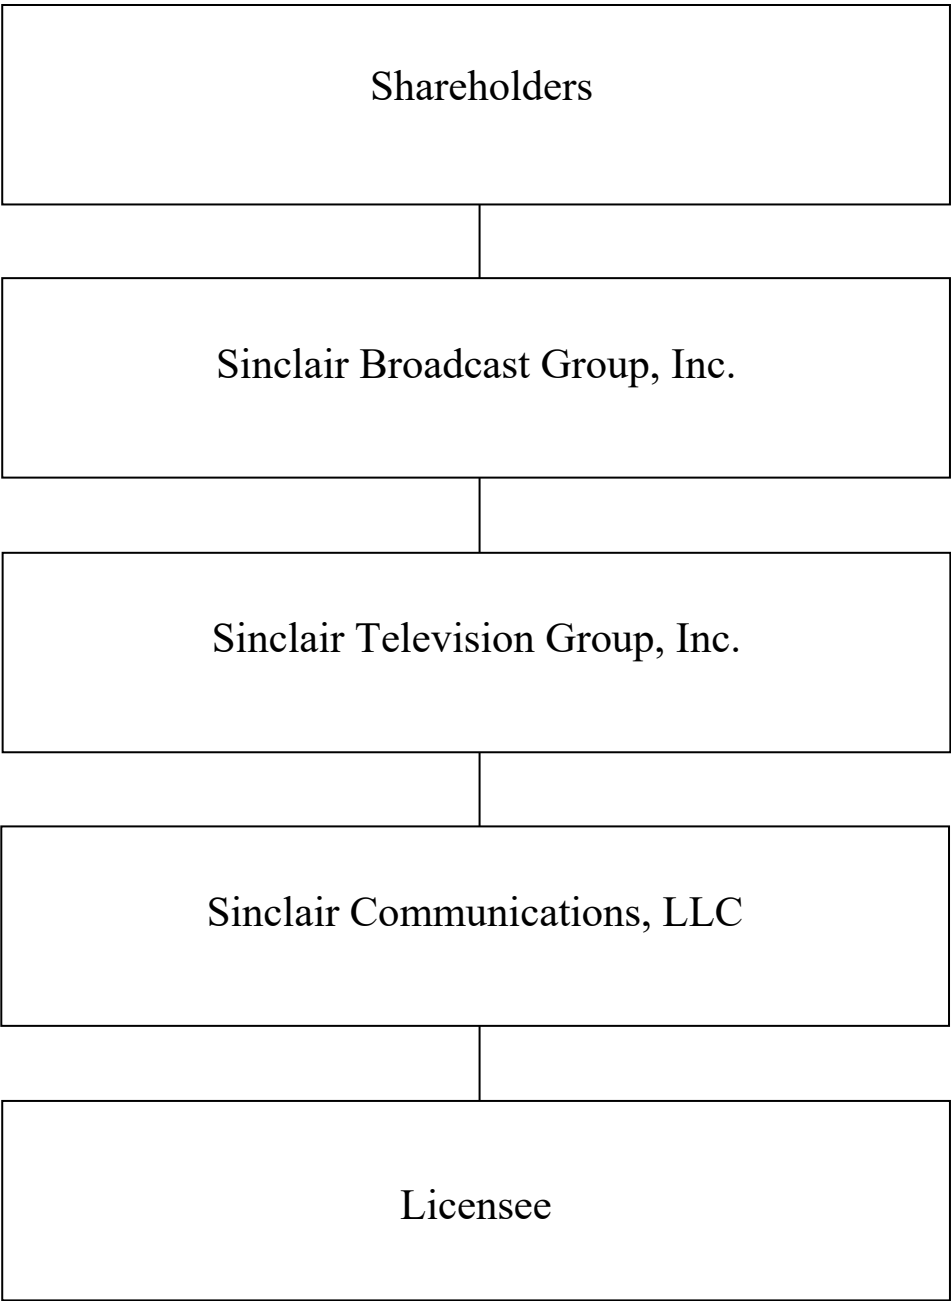 Shareholders
Sinclair Broadcast Group, Inc.
Sinclair Television Group, Inc.
Sinclair Communications, LLC
Licensee